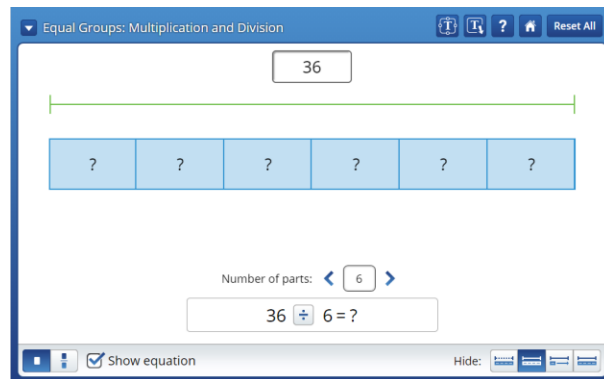 Equal Groups: Multiplication and Division T T ? Reset All
36
? ? ? ? ? ?
Number of parts: 6
36 ÷ 6 = ?
Show equation Hide: